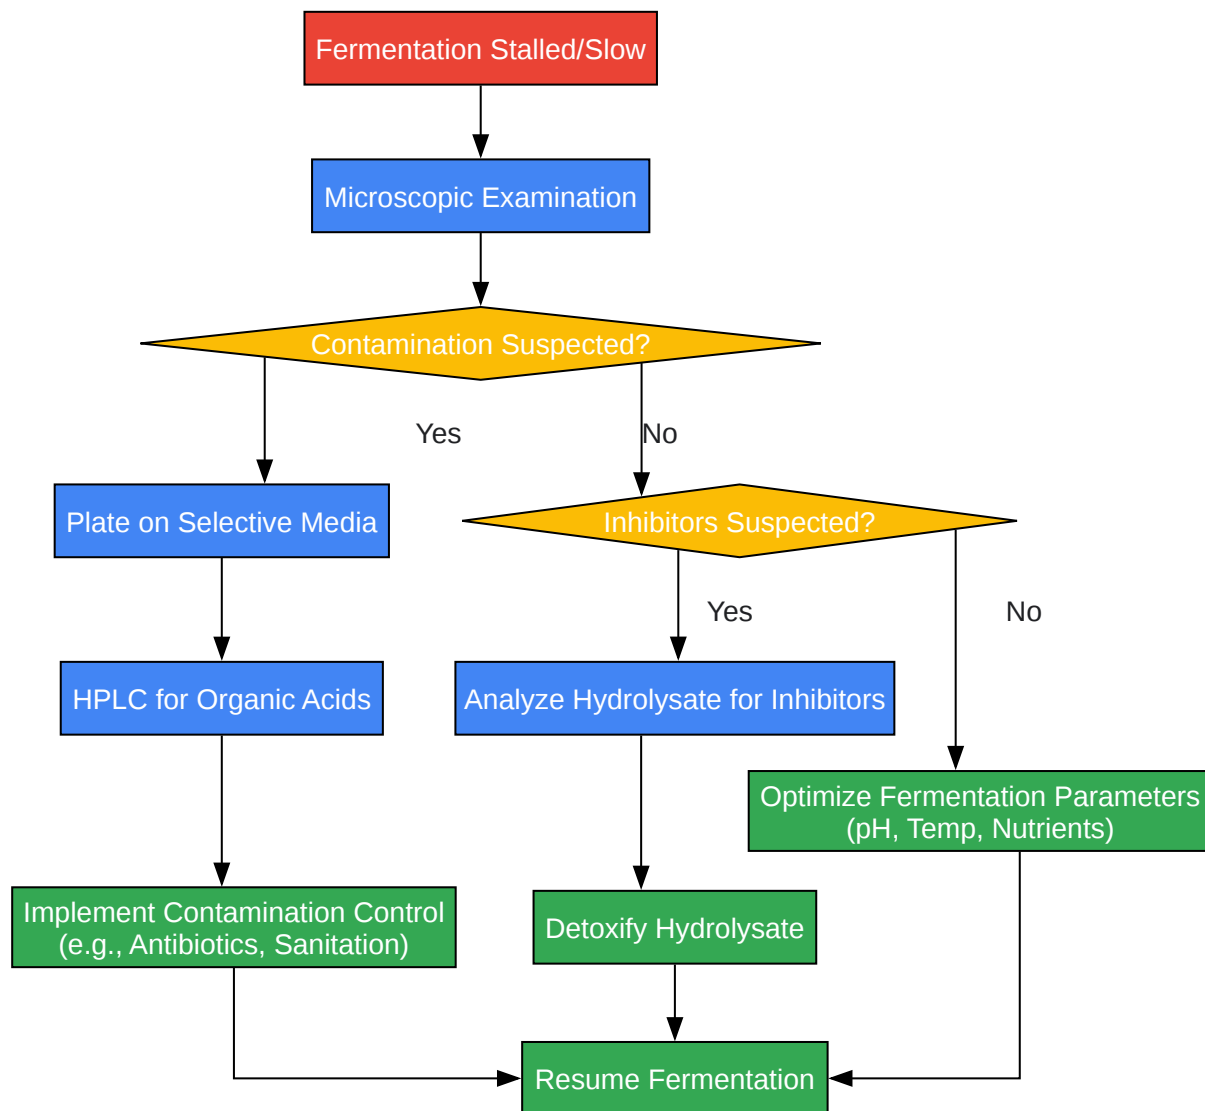 Fermentation Stalled/Slow
Microscopic Examination
Contamination Suspected?
Yes
No
Plate on Selective Media
Inhibitors Suspected?
Yes
No
HPLC for Organic Acids
Analyze Hydrolysate for Inhibitors
Optimize Fermentation Parameters
(pH, Temp, Nutrients)
Implement Contamination Control
(e.g., Antibiotics, Sanitation)
Detoxify Hydrolysate
Resume Fermentation